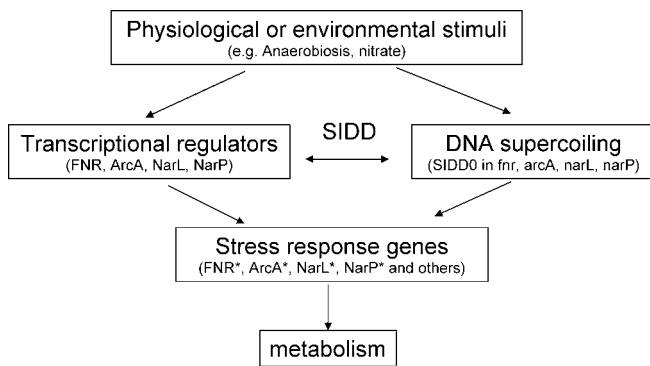 Physiological or environmental stimuli
(e.g. Anaerobiosis, nitrate)
SIDD
Transcriptional regulators
(FNR, ArcA, NarL, NarP)
DNA supercoiling
(SIDD0 in fnr, arcA, narL, narP)
Stress response genes
(FNR*, ArcA*, NarL*, NarP* and others)
metabolism